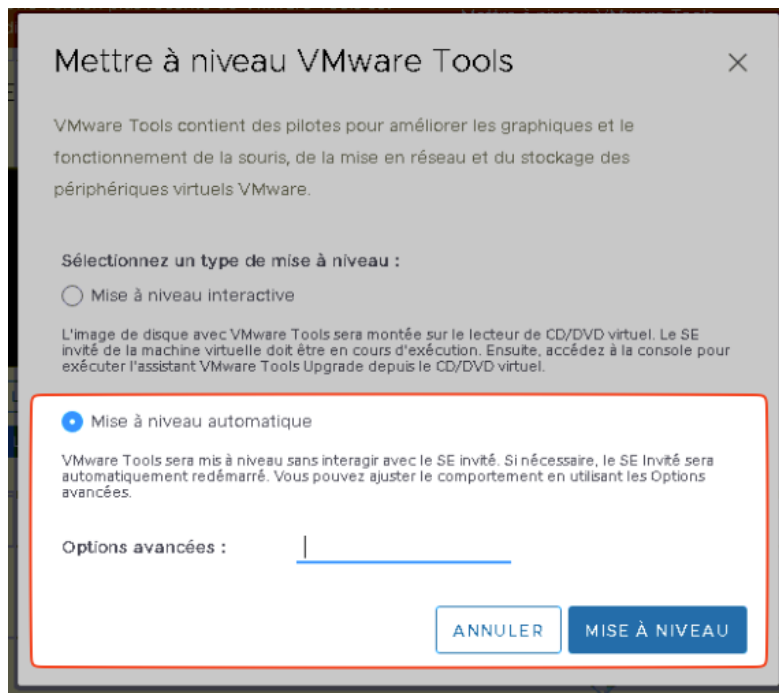 Mettre à niveau VMware Tools
VMware Tools contient des pilotes pour améliorer les graphiques et le
fonctionnement de la souris, de la mise en réseau et du stockage des
périphériques virtuels VMware.
Sélectionnez un type de mise à niveau :
Mise à niveau interactive
L'image de disque avec VMware Tools sera montée sur le lecteur de CD/DVD virtuel. Le SE
invité de la machine virtuelle doit être en cours d'exécution. Ensuite, accédez à la console pour
exécuter l'assistant VMware Tools Upgrade depuis le CD/DVD virtuel.
Mise à niveau automatique
VMware Tools sera mis à niveau sans interagir avec le SE invité. Si nécessaire, le SE Invité sera
automatiquement redémarré. Vous pouvez ajuster le comportement en utilisant les Options
avancées.
Options avancées :
ANNULER
MISE À NIVEAU